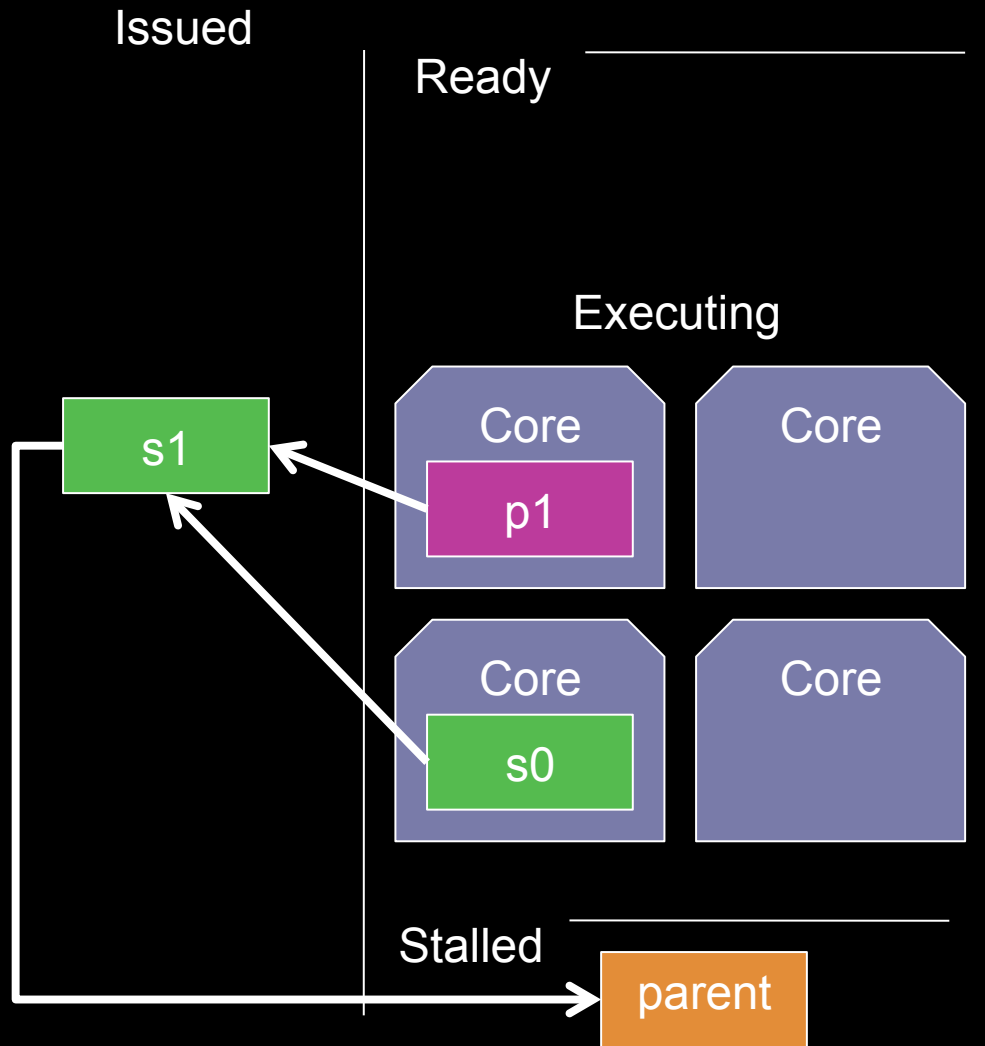 Issued
Ready
Executing
s1
Core
Core
p1
Core
Core
s0
Stalled
parent